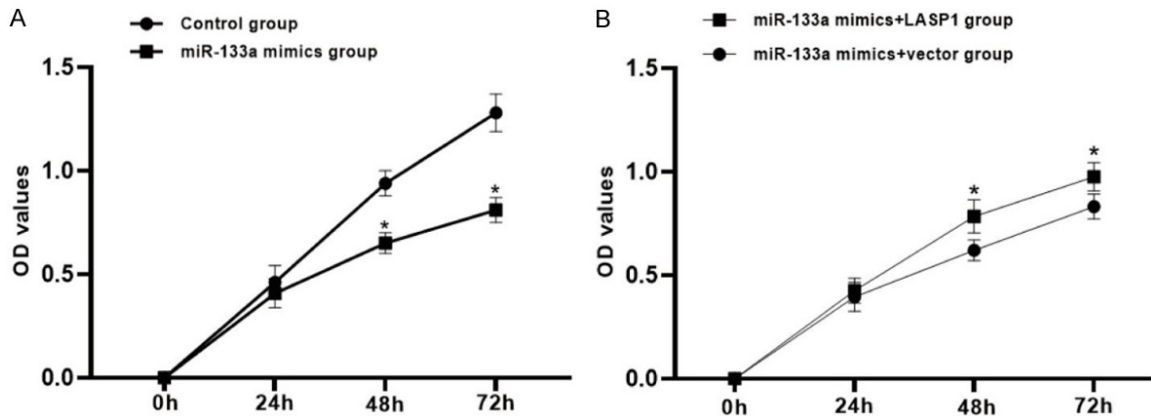 A
Control group
miR-133a mimics group
1.5
1.0
0.5
0.0
OD values
*
*
0h
24h
48h
72h
B
miR-133a mimics+LASP1 group
miR-133a mimics+vector group
1.5
1.0
0.5
0.0
OD values
*
*
0h
24h
48h
72h